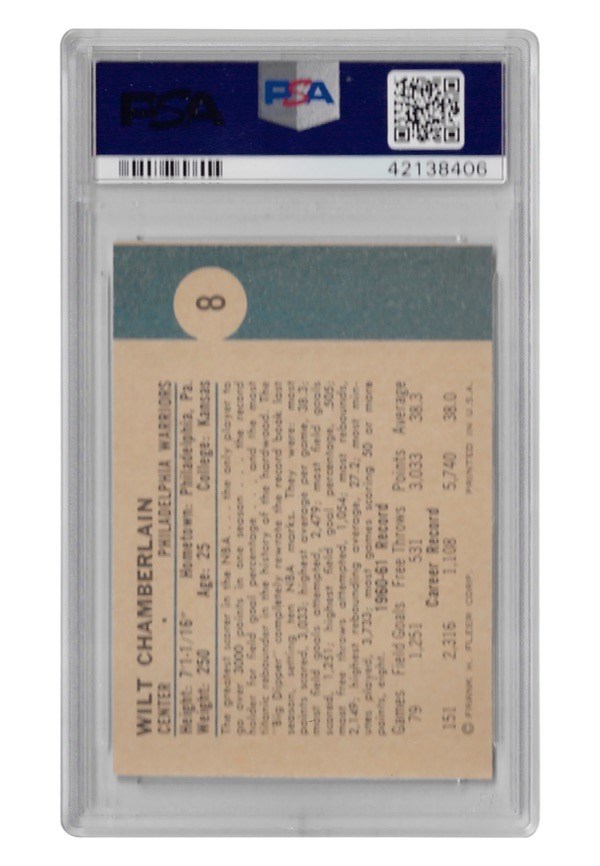 PSA
PSA
42138406
8
WILT CHAMBERLAIN
CENTER • PHILADELPHIA WARRIORS
Height: 7'1-1/16" Hometown: Philadelphia, Pa.
Weight: 250 Age: 25 College: Kansas
The greatest scorer in the NBA . . . the only player to
go over 3000 points in one season . . . the record
holder for field goal percentage . . . and the most
titanic rebounder in the history of the hardwood. The
"Big Dipper" completely rewrote the record book last
season, setting ten NBA marks. They were: most
points scored, 3,033; highest average per game, 38.3;
most field goals attempted, 2,479; most field goals
scored, 1,251; highest field goal percentage, .505;
most free throws attempted, 1,054; most rebounds,
2,149; highest rebounding average, 27.2; most min-
utes played, 3,733; most games scoring 50 or more
points, eight.
1960-61 Record
Games Field Goals Free Throws Points Average
79 1,251 531 3,033 38.3
Career Record
151 2,316 1,108 5,740 38.0
© FRANK H. FLEER CORP. PRINTED IN U.S.A.